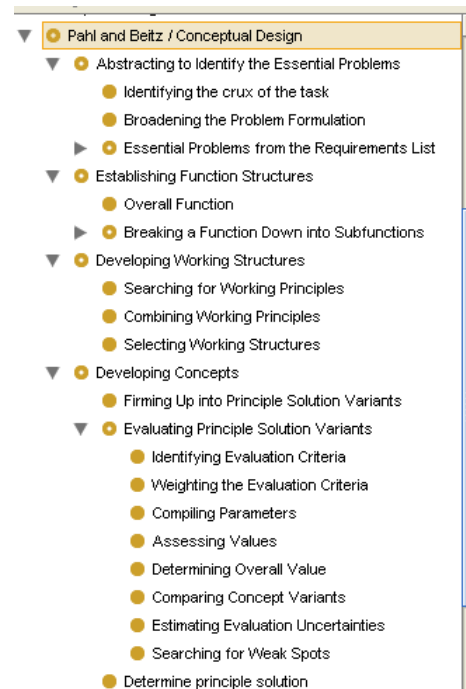 Pahl and Beitz / Conceptual Design
Abstracting to Identify the Essential Problems
Identifying the crux of the task
Broadening the Problem Formulation
Essential Problems from the Requirements List
Establishing Function Structures
Overall Function
Breaking a Function Down into Subfunctions
Developing Working Structures
Searching for Working Principles
Combining Working Principles
Selecting Working Structures
Developing Concepts
Firming Up into Principle Solution Variants
Evaluating Principle Solution Variants
Identifying Evaluation Criteria
Weighting the Evaluation Criteria
Compiling Parameters
Assessing Values
Determining Overall Value
Comparing Concept Variants
Estimating Evaluation Uncertainties
Searching for Weak Spots
Determine principle solution